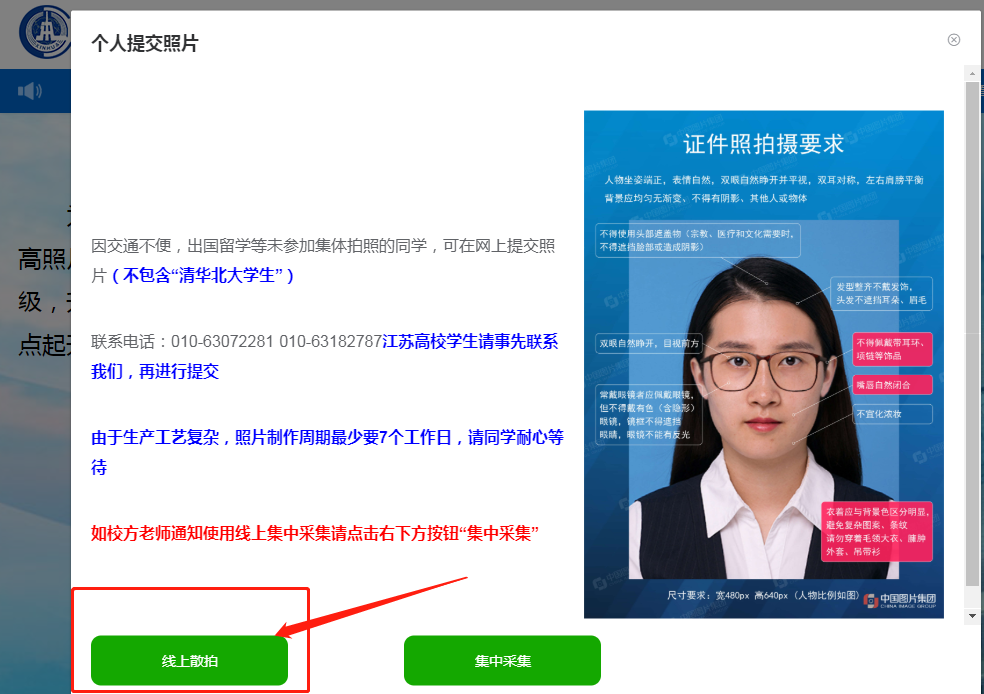 个人提交照片
高照
级，
点起
因交通不便，出国留学等未参加集体拍照的同学，可在网上提交照
片（不包含“清华北大学生”）
联系电话：010-63072281 010-63182787江苏高校学生请事先联系
我们，再进行提交
由于生产工艺复杂，照片制作周期最少要7个工作日，请同学耐心等
待
如校方老师通知使用线上集中采集请点击右下方按钮“集中采集”
线上散拍
集中采集
证件照拍摄要求
人物坐姿端正，表情自然，双眼自然睁开并平视，双耳对称，左右肩膀平衡
背景应均匀无渐变、不得有阴影、其他人或物体
不得使用头部遮盖物（宗教、医疗和文化需要时，
不得遮挡脸部或造成阴影）
发型整齐不戴发饰，
头发不遮挡耳朵、眉毛
双眼自然睁开，目视前方
不得佩戴带耳环、
项链等饰品
嘴唇自然闭合
常戴眼镜者应佩戴眼镜，
但不得戴有色（含隐形）
眼镜，镜框不得遮挡
眼睛，眼镜不能有反光
不宜化浓妆
衣着应与背景色区分明显，
避免复杂图案、条纹
请勿穿着毛领大衣、臃肿
外套、吊带衫
尺寸要求：宽480px 高640px（人物比例如图）
中国图片集团
CHINA IMAGE GROUP